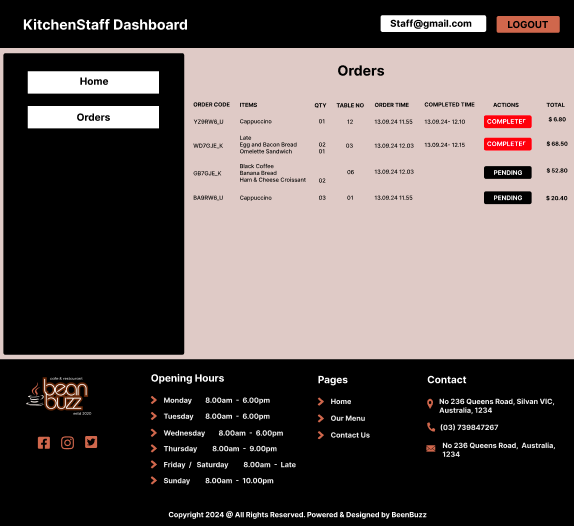 KitchenStaff Dashboard
Staff@gmail.com
LOGOUT
Home
Orders
Orders
ORDER CODE ITEMS QTY TABLE NO ORDER TIME COMPLETED TIME ACTIONS TOTAL
YZ9RW6_U Cappuccino 01 12 13.09.24 11.55 13.09.24- 12.10 COMPLETE $ 6.80
Late
WD7GJE_K Egg and Bacon Bread 02 03 13.09.24 12.03 13.09.24- 12.15 COMPLETE $ 68.50
Omelette Sandwich 01
Black Coffee
GB7GJE_K Banana Bread 06 13.09.24 12.03 PENDING $ 52.80
Ham & Cheese Croissant 02
BA9RW6_U Cappuccino 03 01 13.09.24 11.55 PENDING $ 20.40
cafe & restaurant
bean
buzz
estd 2020
Opening Hours
Monday 8.00am - 6.00pm
Tuesday 8.00am - 6.00pm
Wednesday 8.00am - 6.00pm
Thursday 8.00am - 9.00pm
Friday / Saturday 8.00am - Late
Sunday 8.00am - 10.00pm
Pages
Home
Our Menu
Contact Us
Contact
No 236 Queens Road, Silvan VIC,
Australia, 1234
(03) 739847267
No 236 Queens Road, Australia,
1234
Copyright 2024 @ All Rights Reserved. Powered & Designed by BeenBuzz